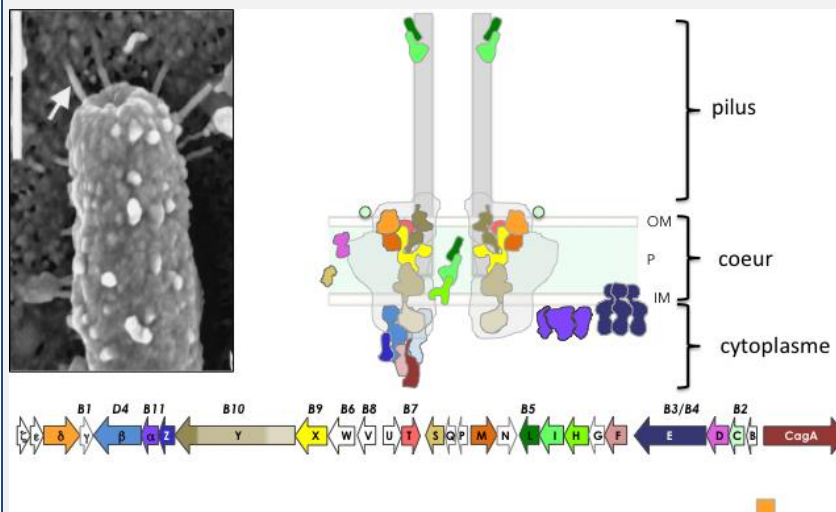 pilus
OM
P
coeur
IM
cytoplasme
B1 D4 B11 B10 B9 B6 B8 B7 B5 B3/B4 B2
ζ ε δ γ β α Z Y X W V U T S Q P M N L I H G F E D C B CagA